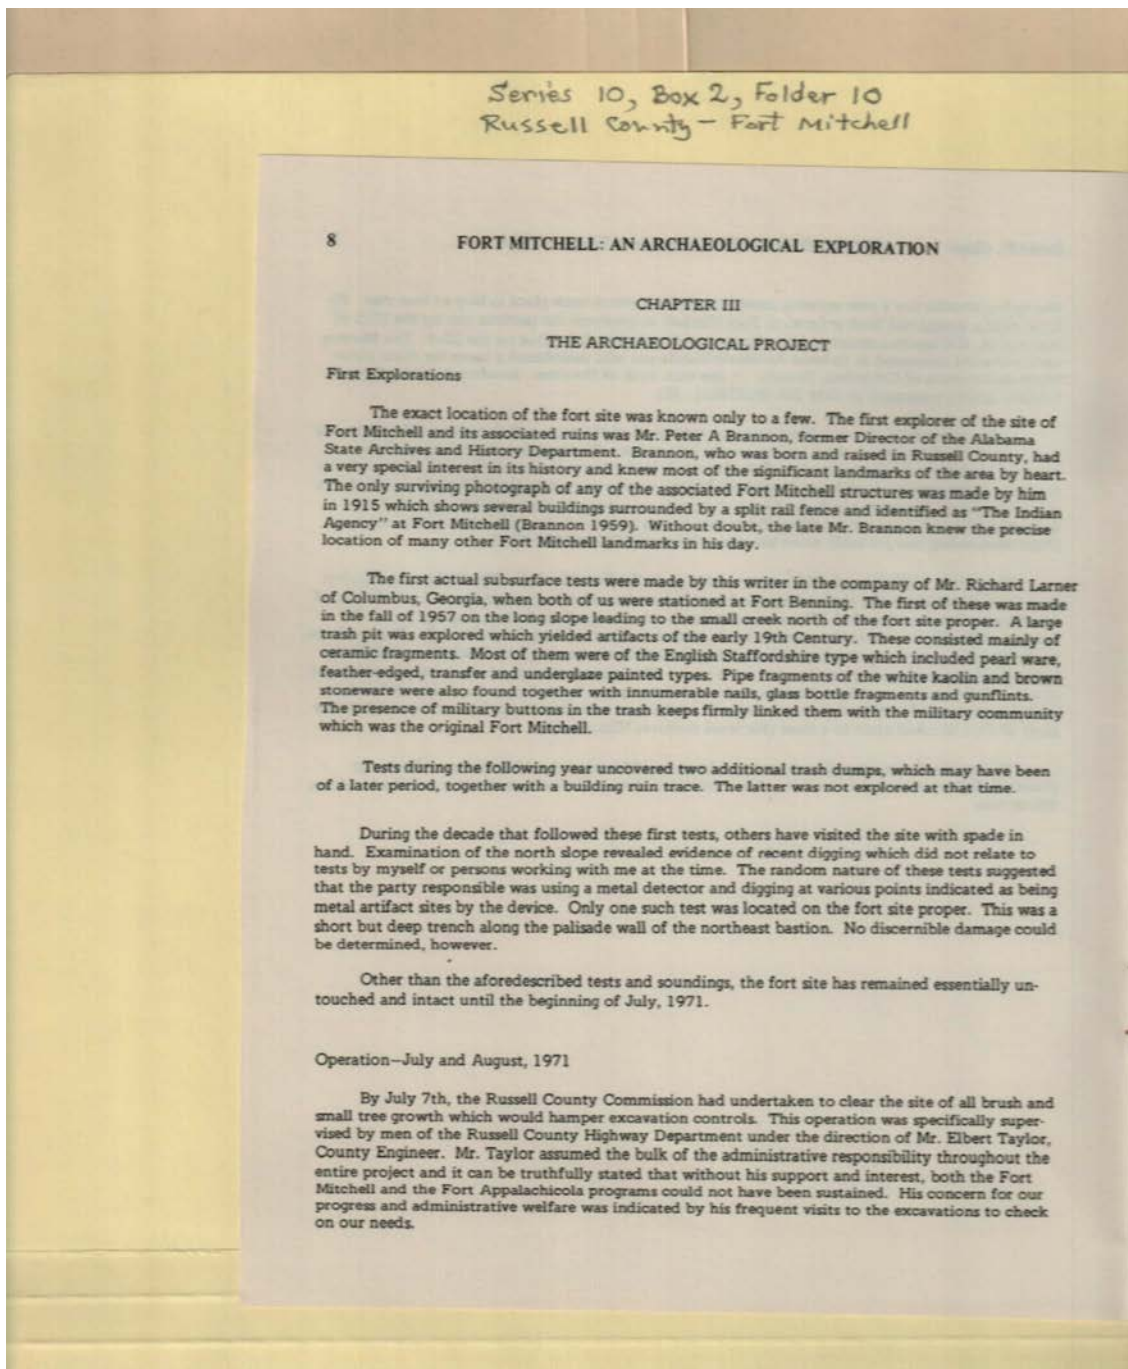 Series 10, Box 2, Folder 10
Russell County - Fort Mitchell
8 FORT MITCHELL: AN ARCHAEOLOGICAL EXPLORATION
CHAPTER III
THE ARCHAEOLOGICAL PROJECT
First Explorations
The exact location of the fort site was known only to a few. The first explorer of the site of
Fort Mitchell and its associated ruins was Mr. Peter A Brannon, former Director of the Alabama
State Archives and History Department. Brannon, who was born and raised in Russell County, had
a very special interest in its history and knew most of the significant landmarks of the area by heart.
The only surviving photograph of any of the associated Fort Mitchell structures was made by him
in 1915 which shows several buildings surrounded by a split rail fence and identified as "The Indian
Agency" at Fort Mitchell (Brannon 1959). Without doubt, the late Mr. Brannon knew the precise
location of many other Fort Mitchell landmarks in his day.
The first actual subsurface tests were made by this writer in the company of Mr. Richard Larner
of Columbus, Georgia, when both of us were stationed at Fort Benning. The first of these was made
in the fall of 1957 on the long slope leading to the small creek north of the fort site proper. A large
trash pit was explored which yielded artifacts of the early 19th Century. These consisted mainly of
ceramic fragments. Most of them were of the English Staffordshire type which included pearl ware,
feather-edged, transfer and underglaze painted types. Pipe fragments of the white kaolin and brown
stoneware were also found together with innumerable nails, glass bottle fragments and gunflints.
The presence of military buttons in the trash keeps firmly linked them with the military community
which was the original Fort Mitchell.
Tests during the following year uncovered two additional trash dumps, which may have been
of a later period, together with a building ruin trace. The latter was not explored at that time.
During the decade that followed these first tests, others have visited the site with spade in
hand. Examination of the north slope revealed evidence of recent digging which did not relate to
tests by myself or persons working with me at the time. The random nature of these tests suggested
that the party responsible was using a metal detector and digging at various points indicated as being
metal artifact sites by the device. Only one such test was located on the fort site proper. This was a
short but deep trench along the palisade wall of the northeast bastion. No discernible damage could
be determined, however.
Other than the aforedescribed tests and soundings, the fort site has remained essentially un-
touched and intact until the beginning of July, 1971.
Operation—July and August, 1971
By July 7th, the Russell County Commission had undertaken to clear the site of all brush and
small tree growth which would hamper excavation controls. This operation was specifically super-
vised by men of the Russell County Highway Department under the direction of Mr. Elbert Taylor,
County Engineer. Mr. Taylor assumed the bulk of the administrative responsibility throughout the
entire project and it can be truthfully stated that without his support and interest, both the Fort
Mitchell and the Fort Appalachicola programs could not have been sustained. His concern for our
progress and administrative welfare was indicated by his frequent visits to the excavations to check
on our needs.